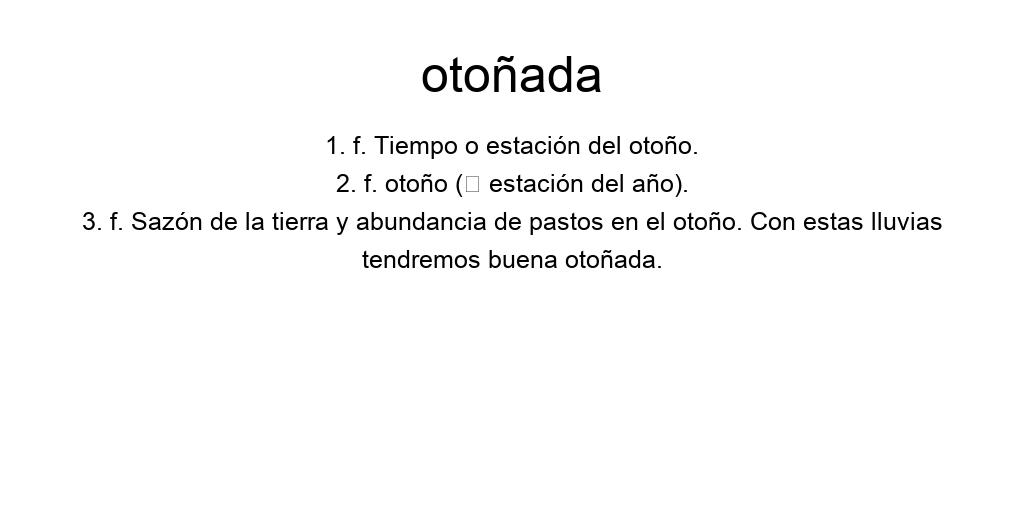 otoñada
1. f. Tiempo o estación del otoño.
2. f. otoño (□ estación del año).
3. f. Sazón de la tierra y abundancia de pastos en el otoño. Con estas lluvias
tendremos buena otoñada.